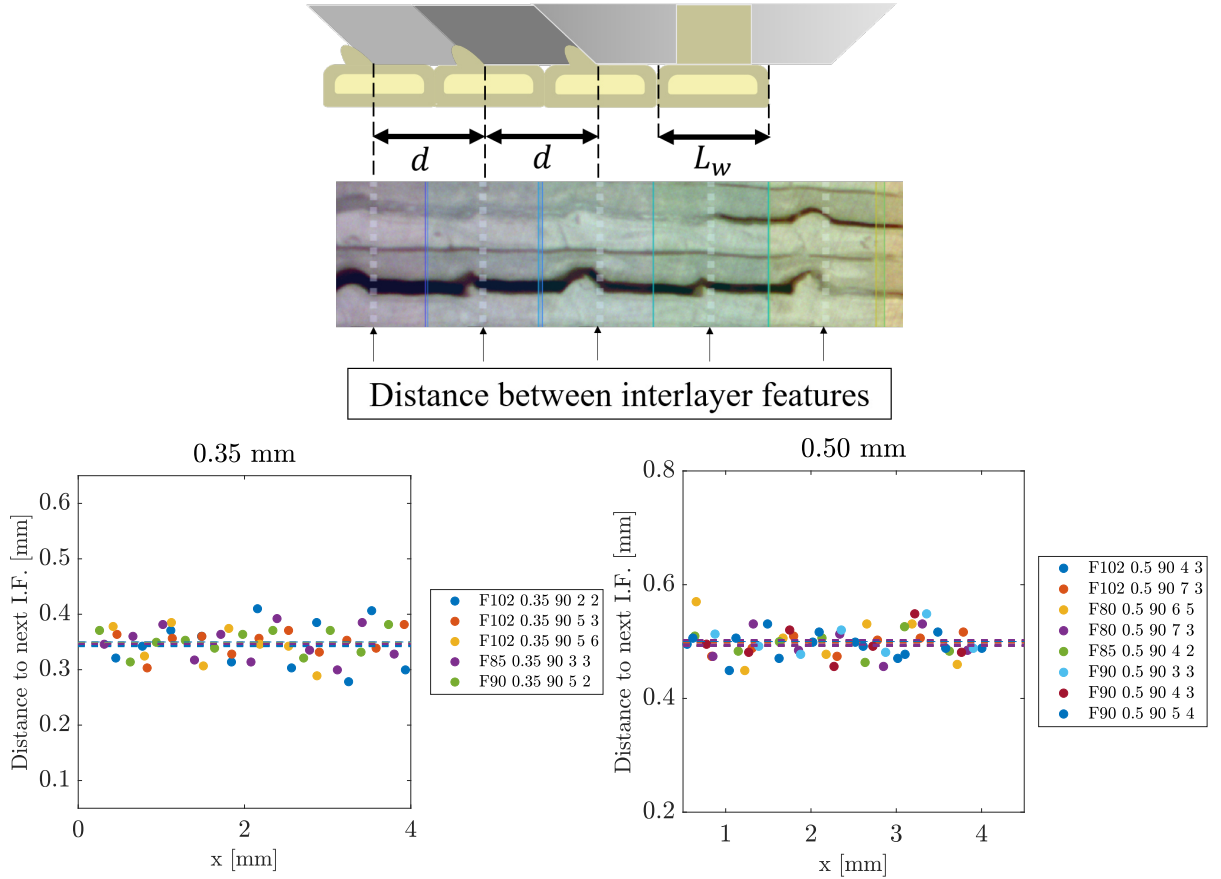 d
d
L_w
Distance between interlayer features
0.35 mm
0.6
0.5
0.4
0.3
0.2
0.1
0
2
4
x [mm]
Distance to next I.F. [mm]
F102 0.35 90 2 2
F102 0.35 90 5 3
F102 0.35 90 5 6
F85 0.35 90 3 3
F90 0.35 90 5 2
0.50 mm
0.8
0.6
0.4
0.2
1
2
3
4
x [mm]
Distance to next I.F. [mm]
F102 0.5 90 4 3
F102 0.5 90 7 3
F80 0.5 90 6 5
F80 0.5 90 7 3
F85 0.5 90 4 2
F90 0.5 90 3 3
F90 0.5 90 4 3
F90 0.5 90 5 4